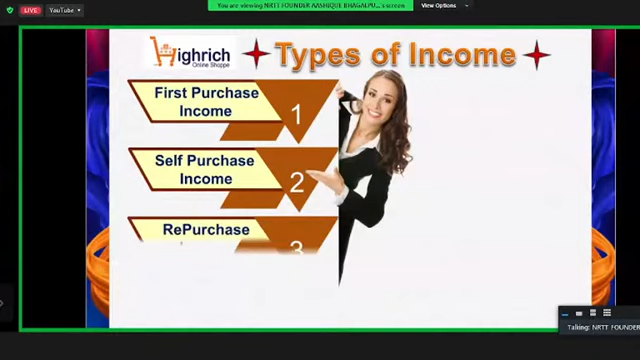 LIVE
YouTube
You are viewing NRTT FOUNDER AASHIQUE BHAGALPU...'s screen
View Options
Highrich
Online Shoppe
Types of Income
First Purchase
Income
1
Self Purchase
Income
2
RePurchase
3
Talking: NRTT FOUNDER